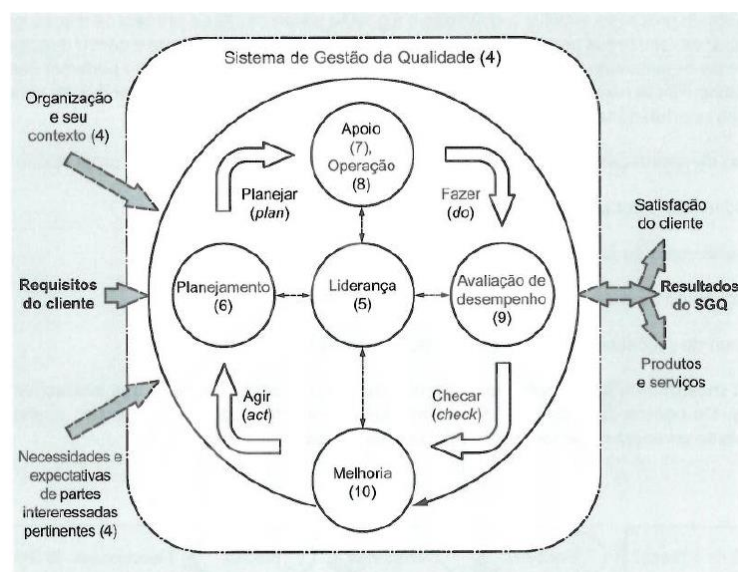 Sistema de Gestão da Qualidade (4)
Organização
e seu
contexto (4)
Apoio
(7),
Operação
(8)
Planejar
(plan)
Fazer
(do)
Satisfação
do cliente
Requisitos
do cliente
Planejamento
(6)
Liderança
(5)
Avaliação de
desempenho
(9)
Resultados
do SGQ
Produtos
e serviços
Agir
(act)
Checar
(check)
Melhoria
(10)
Necessidades e
expectativas
de partes
intereressadas
pertinentes (4)